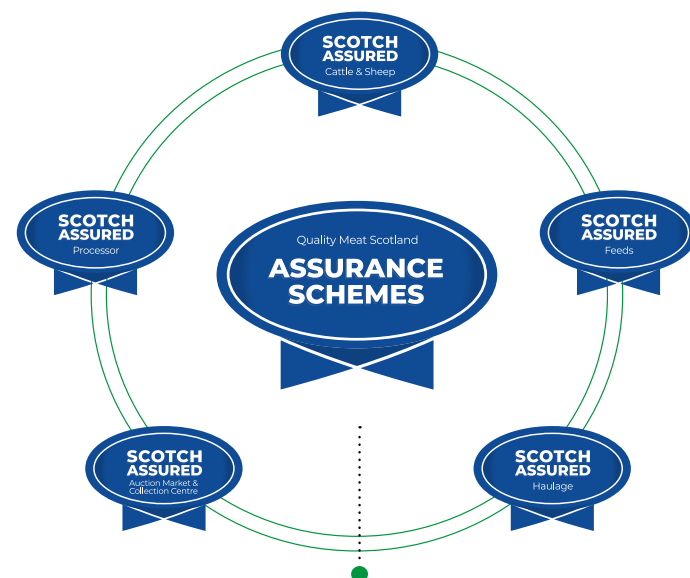 SCOTCH
ASSURED
Cattle & Sheep
SCOTCH
ASSURED
Processor
Quality Meat Scotland
ASSURANCE
SCHEMES
SCOTCH
ASSURED
Feeds
SCOTCH
ASSURED
Auction Market &
Collection Centre
SCOTCH
ASSURED
Haulage